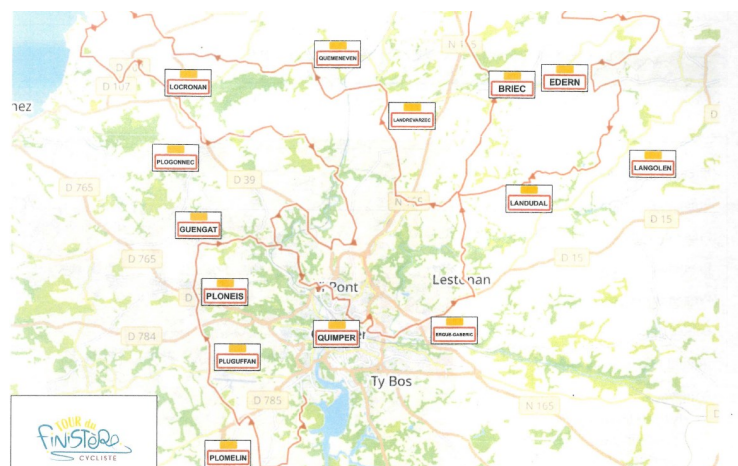 QUEMENEVEN
EDERN
LOCRONAN
BRIEC
D 107
nez
LANDREVARZEC
PLOGONNEC
LANGOLEN
D 765
D 39
LANDUDAL
D 15
GUENGAT
D 765
D 15
Lestonan
PLONEIS
Pont
ERGUE-GABERIC
QUIMPER
D 784
PLUGUFFAN
Ty Bos
D 785
N 165
TOUR du
FINISTÈRE
CYCLISTE
PLOMELIN